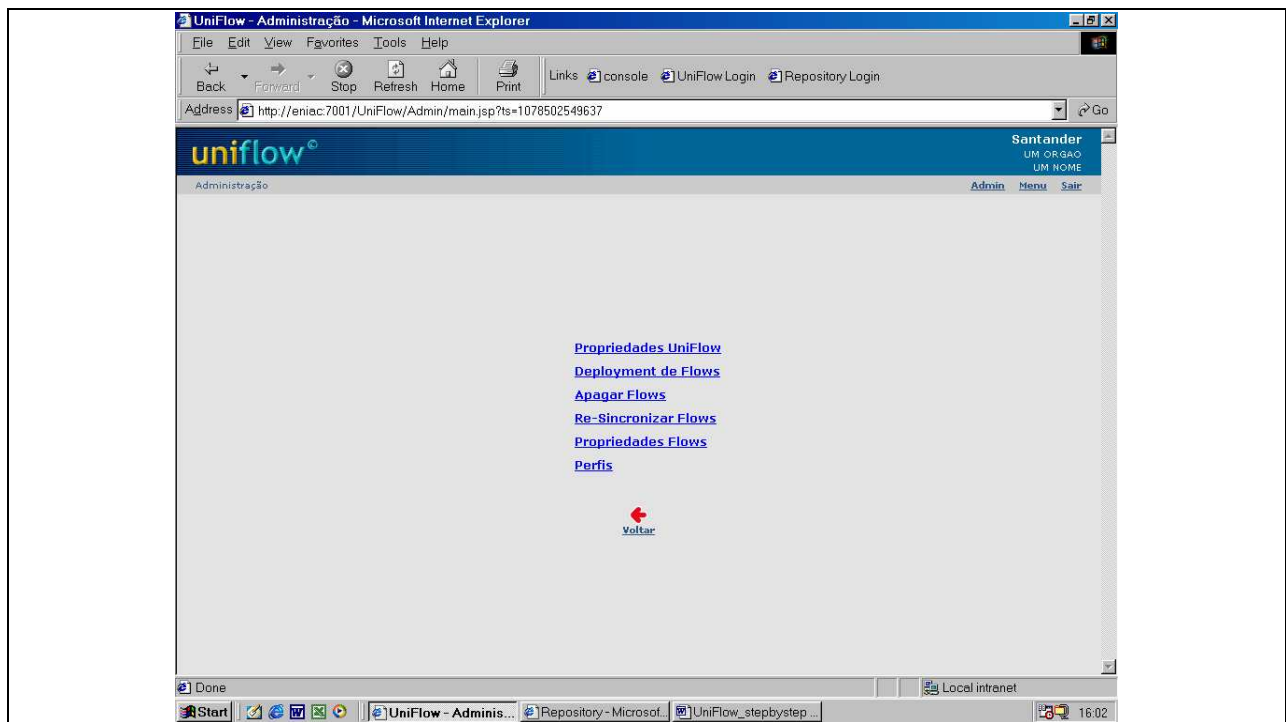 UniFlow - Administração - Microsoft Internet Explorer
File Edit View Favorites Tools Help
Back Forward Stop Refresh Home Print Links console UniFlow Login Repository Login
Address http://eniac:7001/UniFlow/Admin/main.jsp?ts=1078502549637 Go
uniflow©
Santander
UM ORGAO
UM NOME
Administração Admin Menu Sair
Propriedades UniFlow
Deployment de Flows
Apagar Flows
Re-Sincronizar Flows
Propriedades Flows
Perfis
Voltar
Done Local intranet
Start UniFlow - Adminis... Repository - Microsof... UniFlow_stepbystep ... 16:02